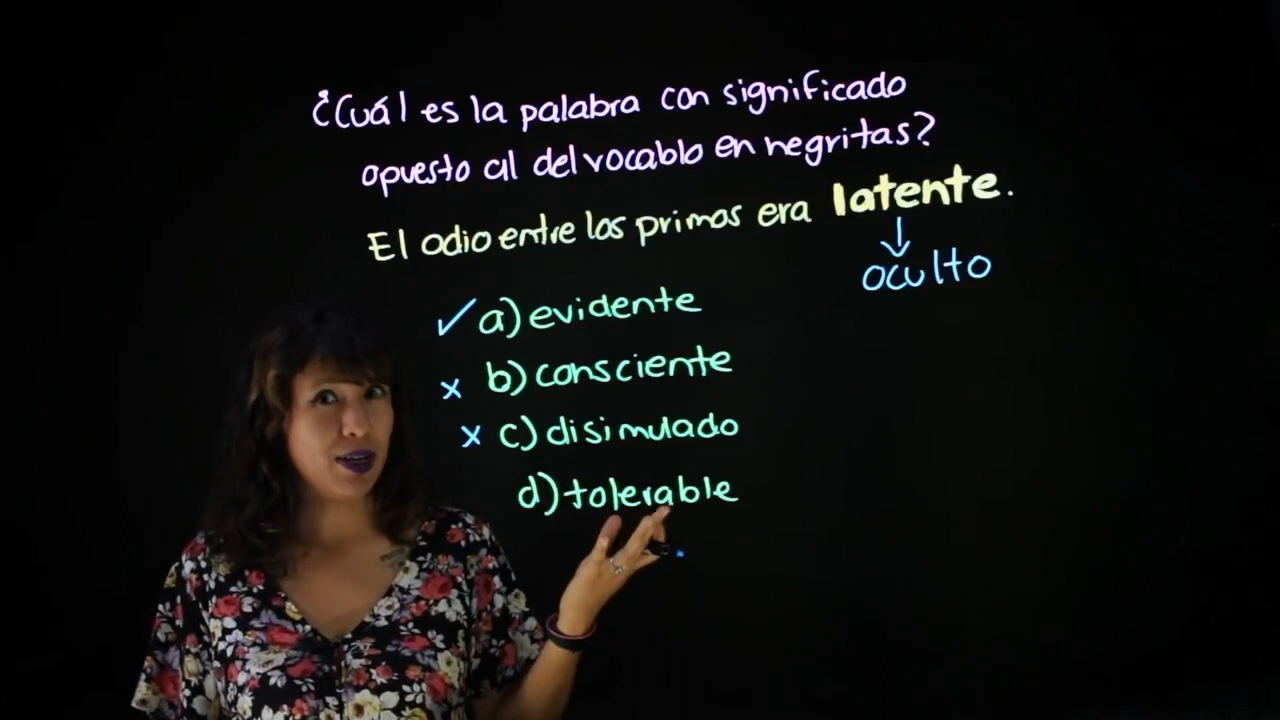 ¿Cuál es la palabra con significado
opuesto al del vocablo en negritas?
El odio entre los primos era latente.
↓
oculto
✓ a) evidente
x b) consciente
x c) disimulado
d) tolerable